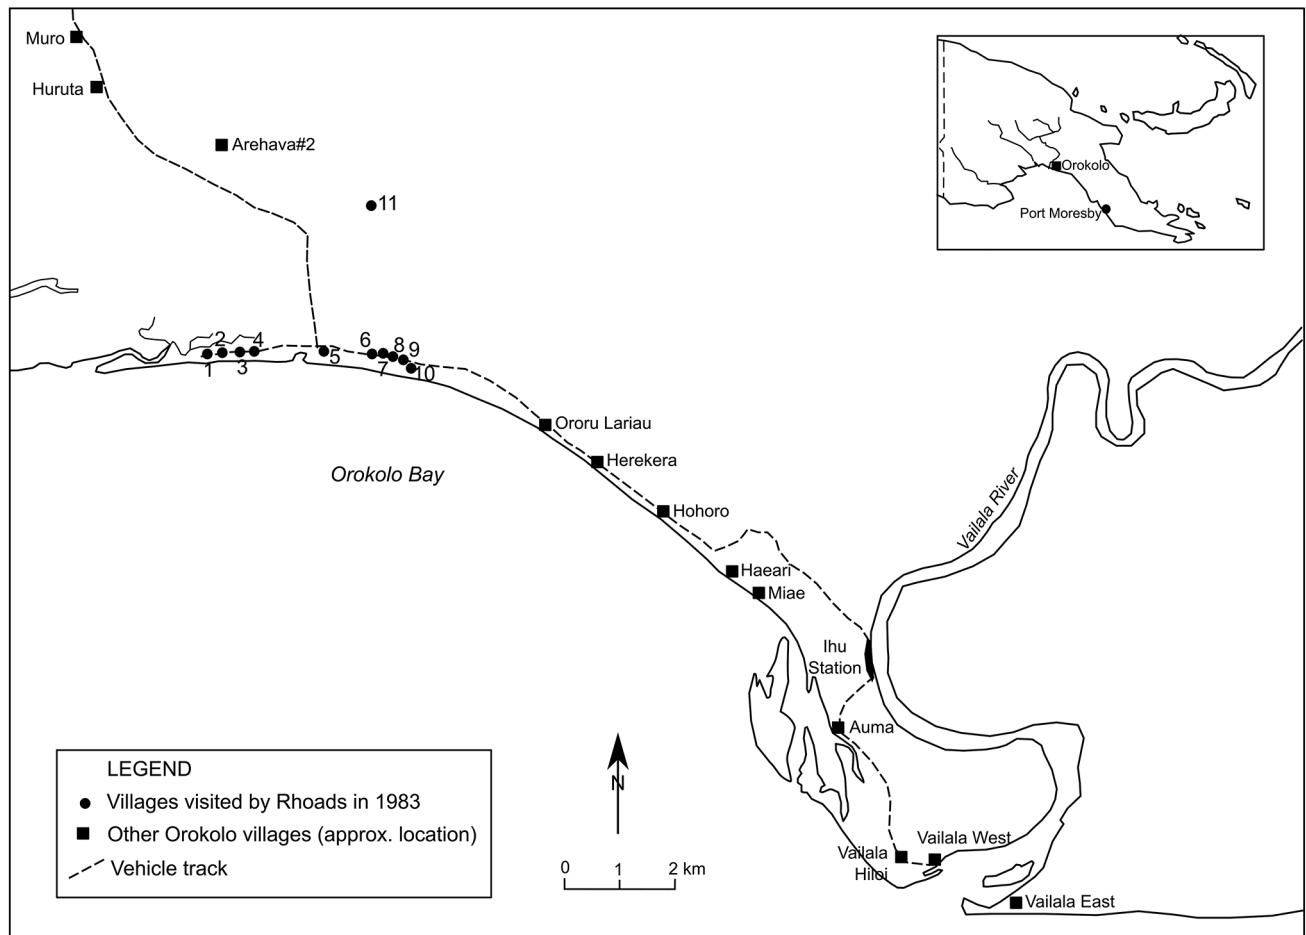 Muro
Huruta
Arehava#2
11
Orokolo
Port Moresby
2
4
6
8
9
1
3
5
7
10
Ororu Lariau
Herekera
Orokolo Bay
Hohoro
Vailala River
Haeari
Miae
Ihu
Station
Auma
N
LEGEND
Villages visited by Rhoads in 1983
Other Orokolo villages (approx. location)
Vehicle track
0 1 2 km
Vailala West
Vailala
Hiloi
Vailala East